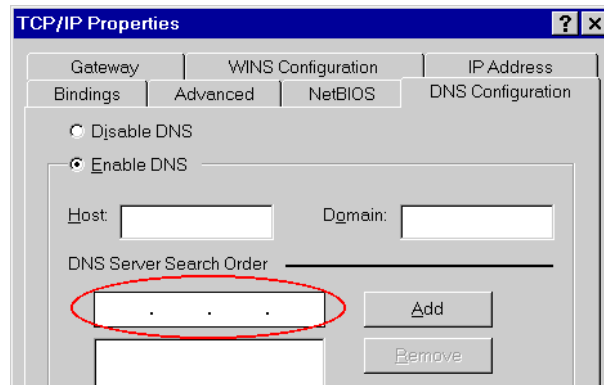 TCP/IP Properties ? ×
Gateway WINS Configuration IP Address
Bindings Advanced NetBIOS DNS Configuration
Disable DNS
Enable DNS
Host: Domain:
DNS Server Search Order
. . . Add
Remove